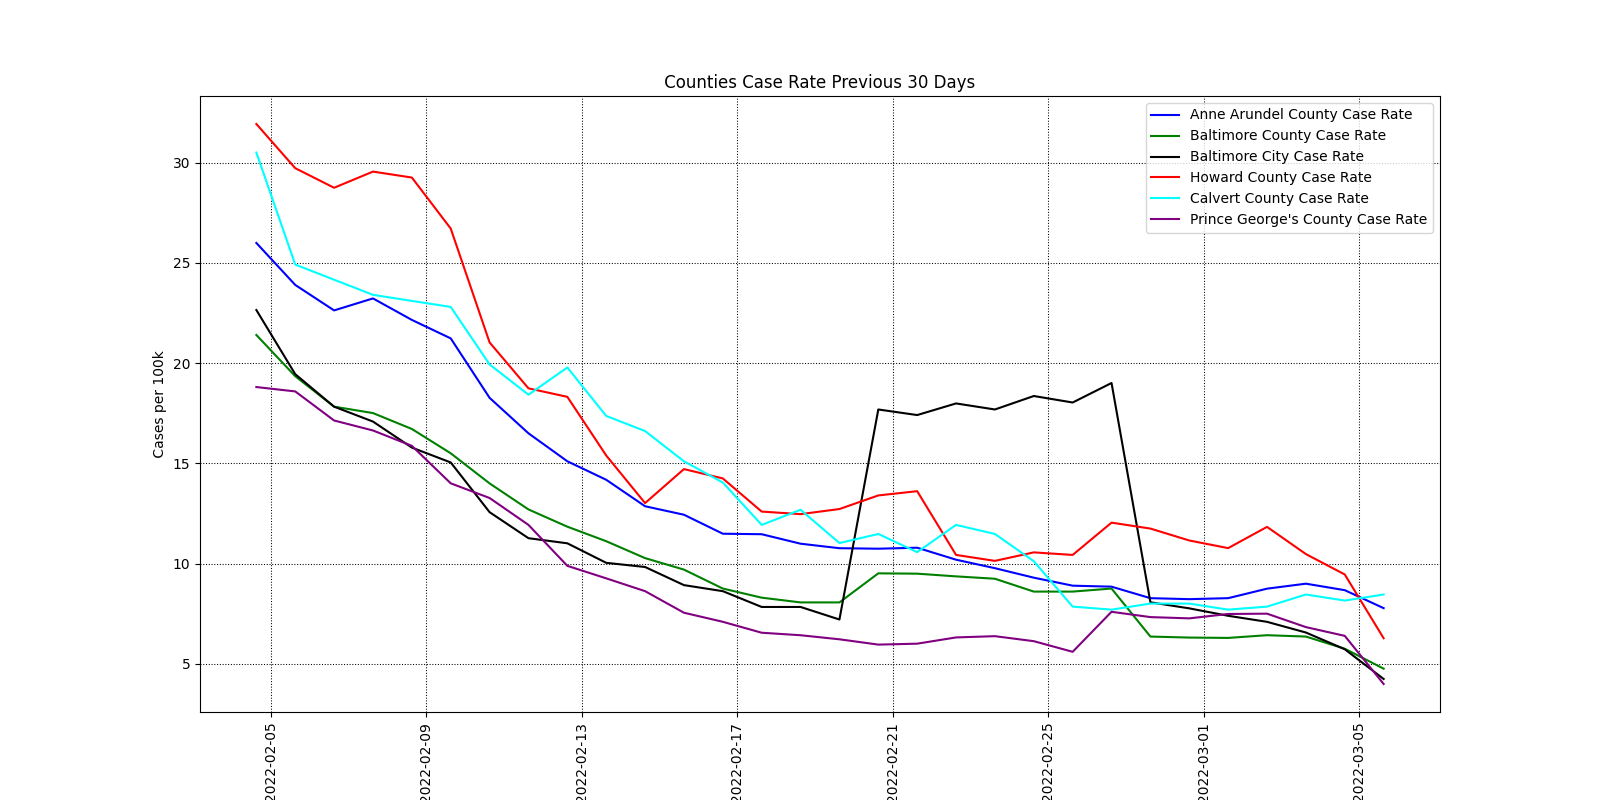 Counties Case Rate Previous 30 Days
Anne Arundel County Case Rate
Baltimore County Case Rate
Baltimore City Case Rate
Howard County Case Rate
Calvert County Case Rate
Prince George's County Case Rate
Cases per 100k
30
25
20
15
10
5
2022-02-05
2022-02-09
2022-02-13
2022-02-17
2022-02-21
2022-02-25
2022-03-01
2022-03-05